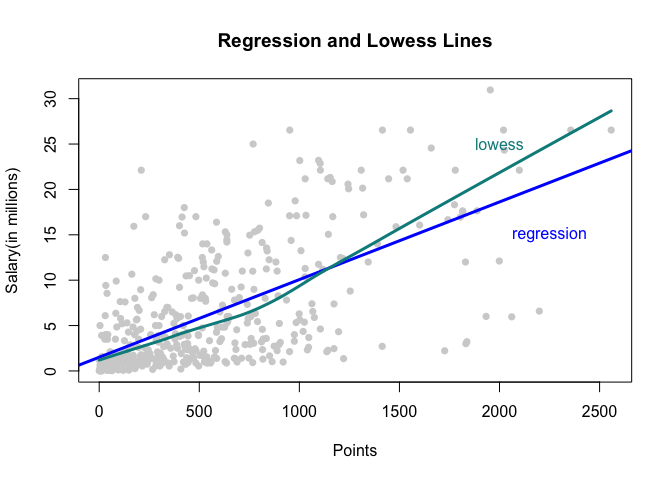 Regression and Lowess Lines
Salary(in millions)
30
25
20
15
10
5
0
lowess
regression
0 500 1000 1500 2000 2500
Points